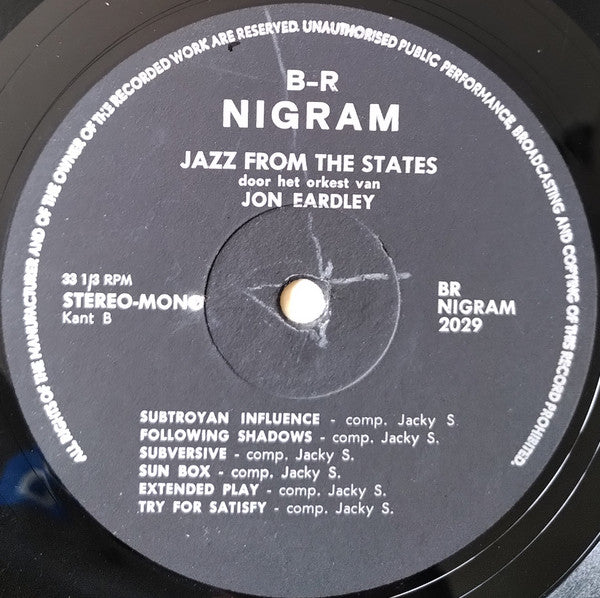 ALL RIGHTS OF THE MANUFACTURER AND OF THE OWNER OF THE RECORDED WORK ARE RESERVED. UNAUTHORISED PUBLIC PERFORMANCE, BROADCASTING AND COPYING OF THIS RECORD PROHIBITED.
B-R
NIGRAM
JAZZ FROM THE STATES
door het orkest van
JON EARDLEY
33 1/3 RPM
STEREO-MONO
Kant B
BR
NIGRAM
2029
SUBTROYAN INFLUENCE - comp. Jacky S.
FOLLOWING SHADOWS - comp. Jacky S.
SUBVERSIVE - comp. Jacky S.
SUN BOX - comp. Jacky S.
EXTENDED PLAY - comp. Jacky S.
TRY FOR SATISFY - comp. Jacky S.